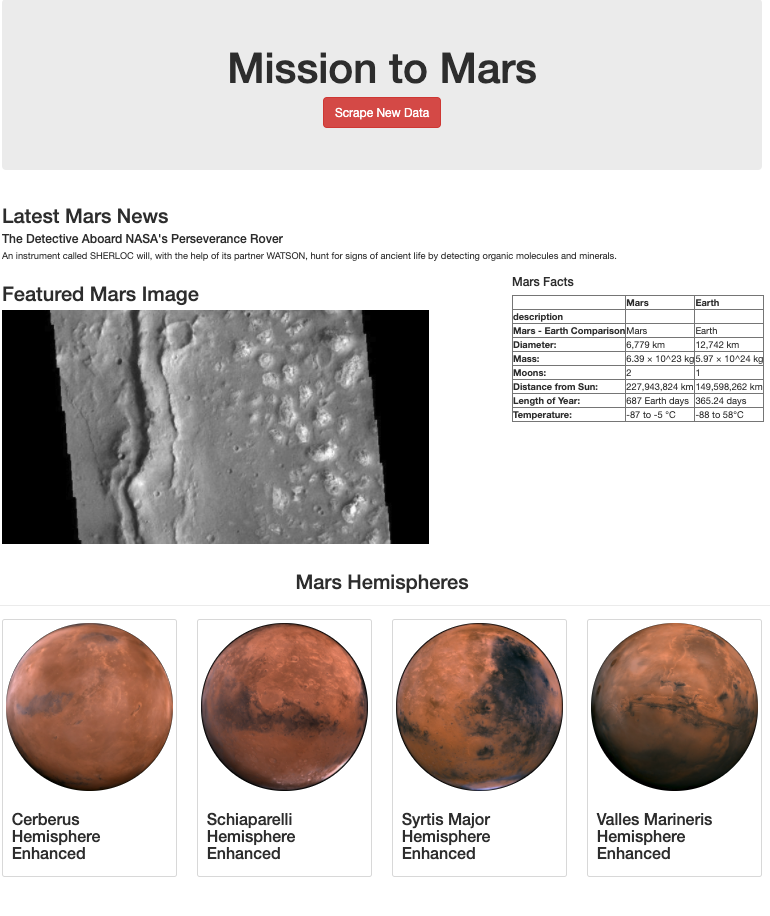 Mission to Mars
Scrape New Data
Latest Mars News
The Detective Aboard NASA's Perseverance Rover
An instrument called SHERLOC will, with the help of its partner WATSON, hunt for signs of ancient life by detecting organic molecules and minerals.
Featured Mars Image
Mars Facts
Mars Earth
description
Mars - Earth Comparison Mars Earth
Diameter: 6,779 km 12,742 km
Mass: 6.39 × 10^23 kg 5.97 × 10^24 kg
Moons: 2 1
Distance from Sun: 227,943,824 km 149,598,262 km
Length of Year: 687 Earth days 365.24 days
Temperature: -87 to -5 °C -88 to 58°C
Mars Hemispheres
Cerberus
Hemisphere
Enhanced
Schiaparelli
Hemisphere
Enhanced
Syrtis Major
Hemisphere
Enhanced
Valles Marineris
Hemisphere
Enhanced